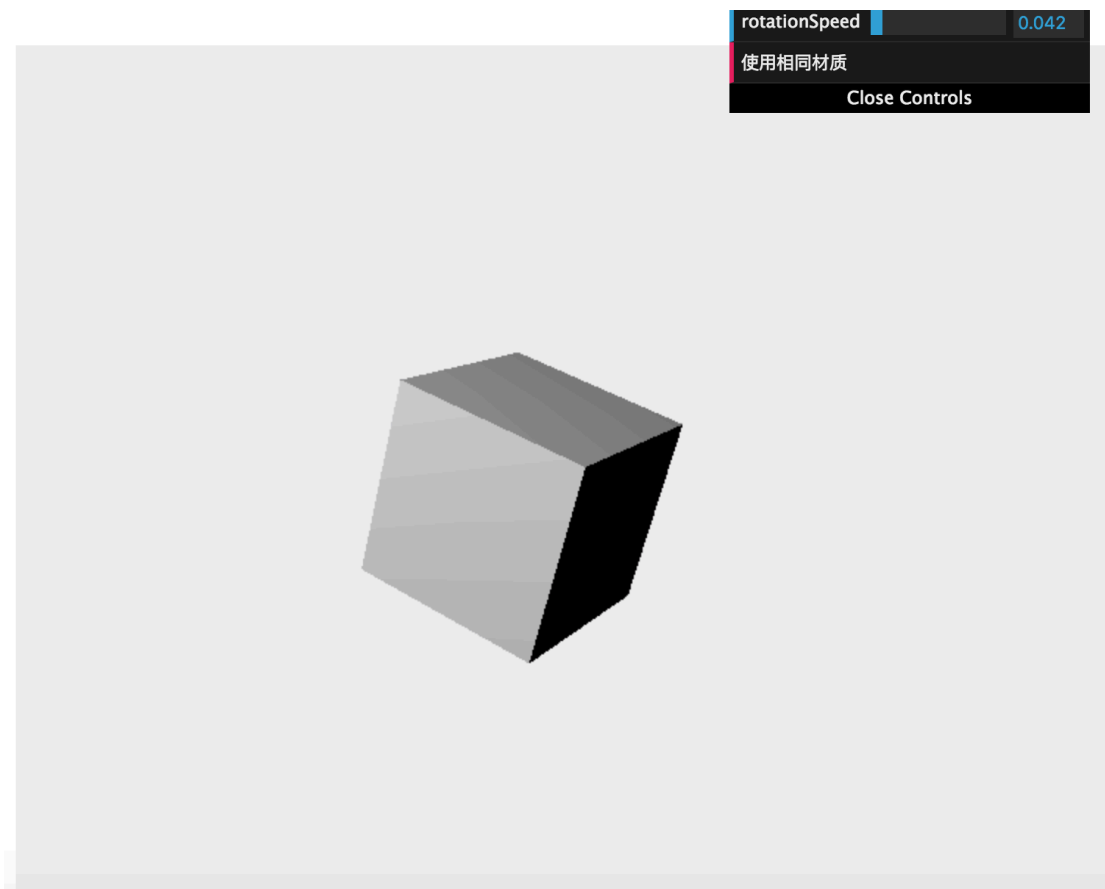 rotationSpeed 0.042
使用相同材质
Close Controls